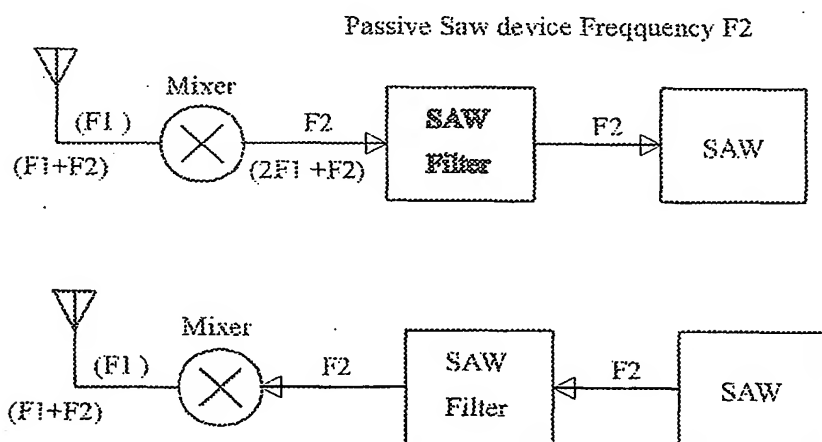 Passive Saw device Freqquency F2
Mixer
(F1)
(F1+F2)
F2
(2F1+F2)
SAW
Filter
F2
SAW
Mixer
(F1)
(F1+F2)
F2
SAW
Filter
F2
SAW